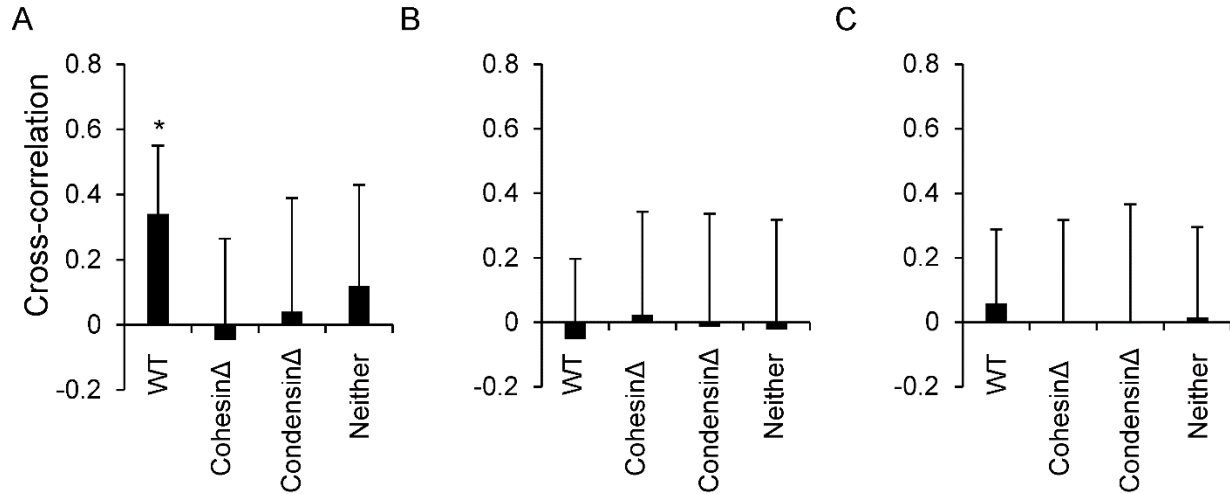 A
Cross-correlation
0.8
0.6
0.4
0.2
0
-0.2
*
WT
CohesinΔ
CondensinΔ
Neither
B
0.8
0.6
0.4
0.2
0
-0.2
WT
CohesinΔ
CondensinΔ
Neither
C
0.8
0.6
0.4
0.2
0
-0.2
WT
CohesinΔ
CondensinΔ
Neither